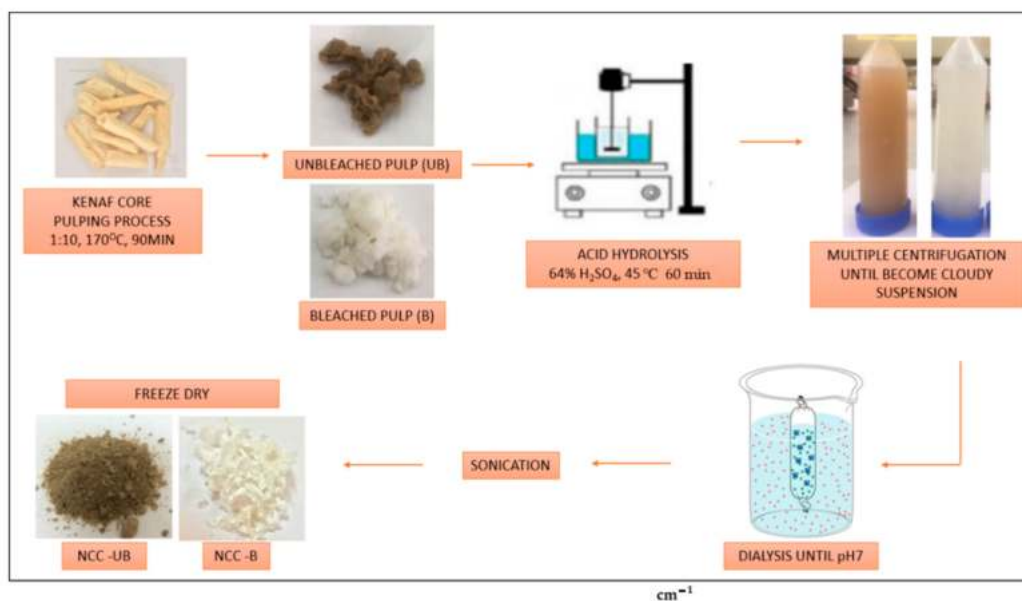 UNBLEACHED PULP (UB)
KENAF CORE
PULPING PROCESS
1:10, 170⁰C, 90MIN
BLEACHED PULP (B)
ACID HYDROLYSIS
64% H₂SO₄, 45 °C 60 min
MULTIPLE CENTRIFUGATION
UNTIL BECOME CLOUDY
SUSPENSION
FREEZE DRY
NCC -UB
NCC -B
SONICATION
DIALYSIS UNTIL pH7
cm⁻¹